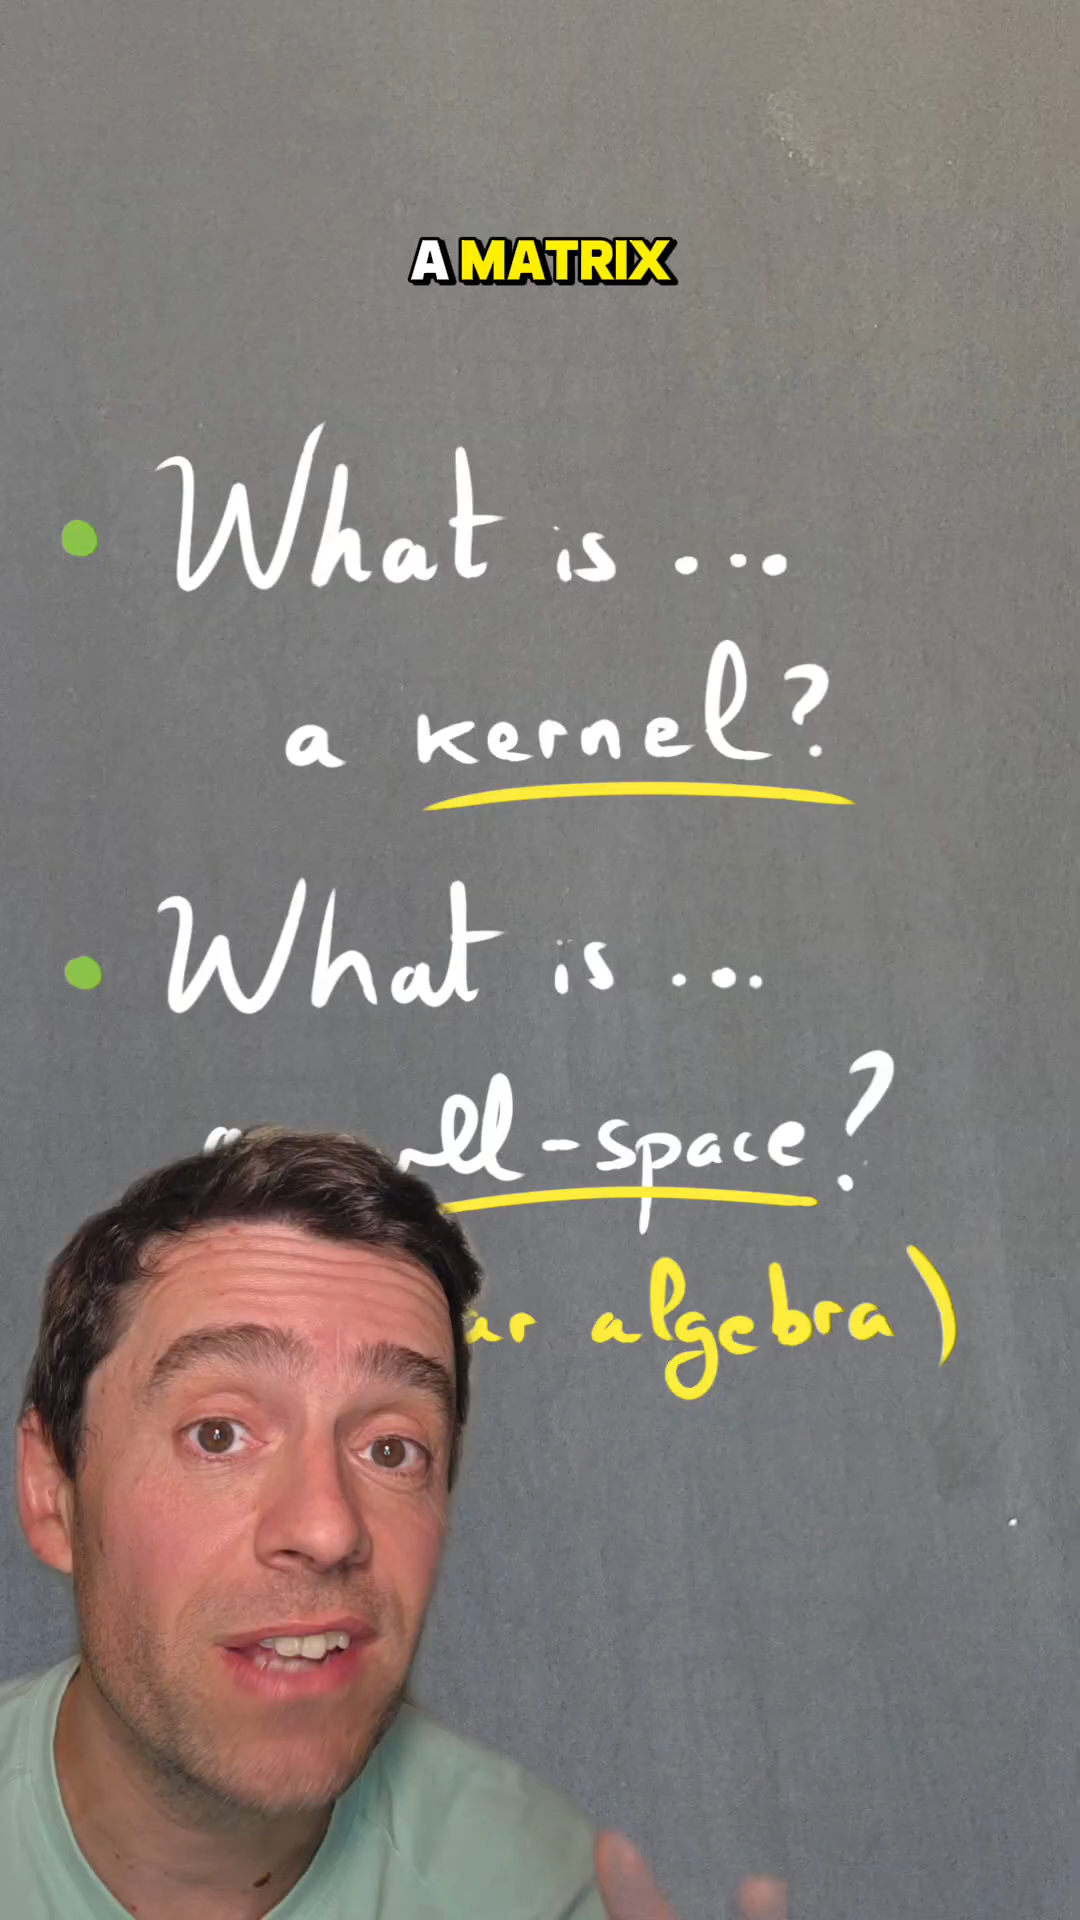 A MATRIX
What is ...
a kernel?
What is ...
-space?
algebra)